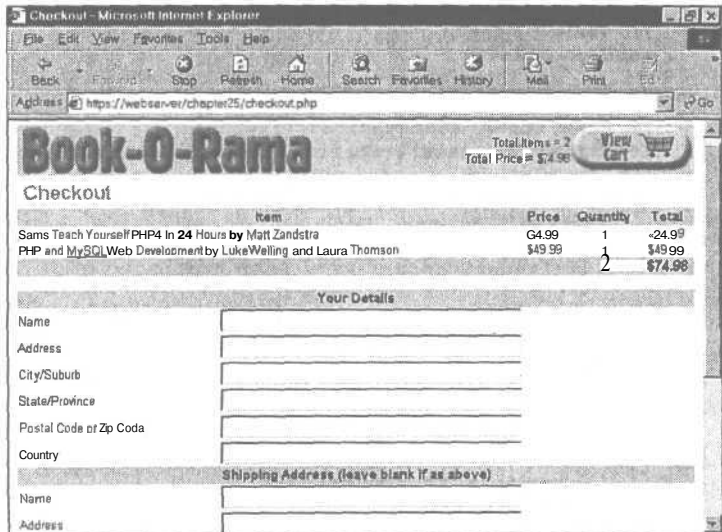 Checkout - Microsoft Internet Explorer
File Edit View Favorites Tools Help
Back Forward Stop Refresh Home Search Favorites History Mail Print Edit
Address https://webserver/chapter25/checkout.php Go
Book-O-Rama
Total Items = 2
Total Price = $74.98
View Cart
Checkout
Item Price Quantity Total
Sams Teach Yourself PHP4 In 24 Hours by Matt Zandstra G4.99 1 «24.99
PHP and MySQL Web Development by Luke Welling and Laura Thomson $49.99 1 $49 99
2 $74.98
Your Details
Name
Address
City/Suburb
State/Province
Postal Code or Zip Coda
Country
Shipping Address (leave blank if as above)
Name
Address